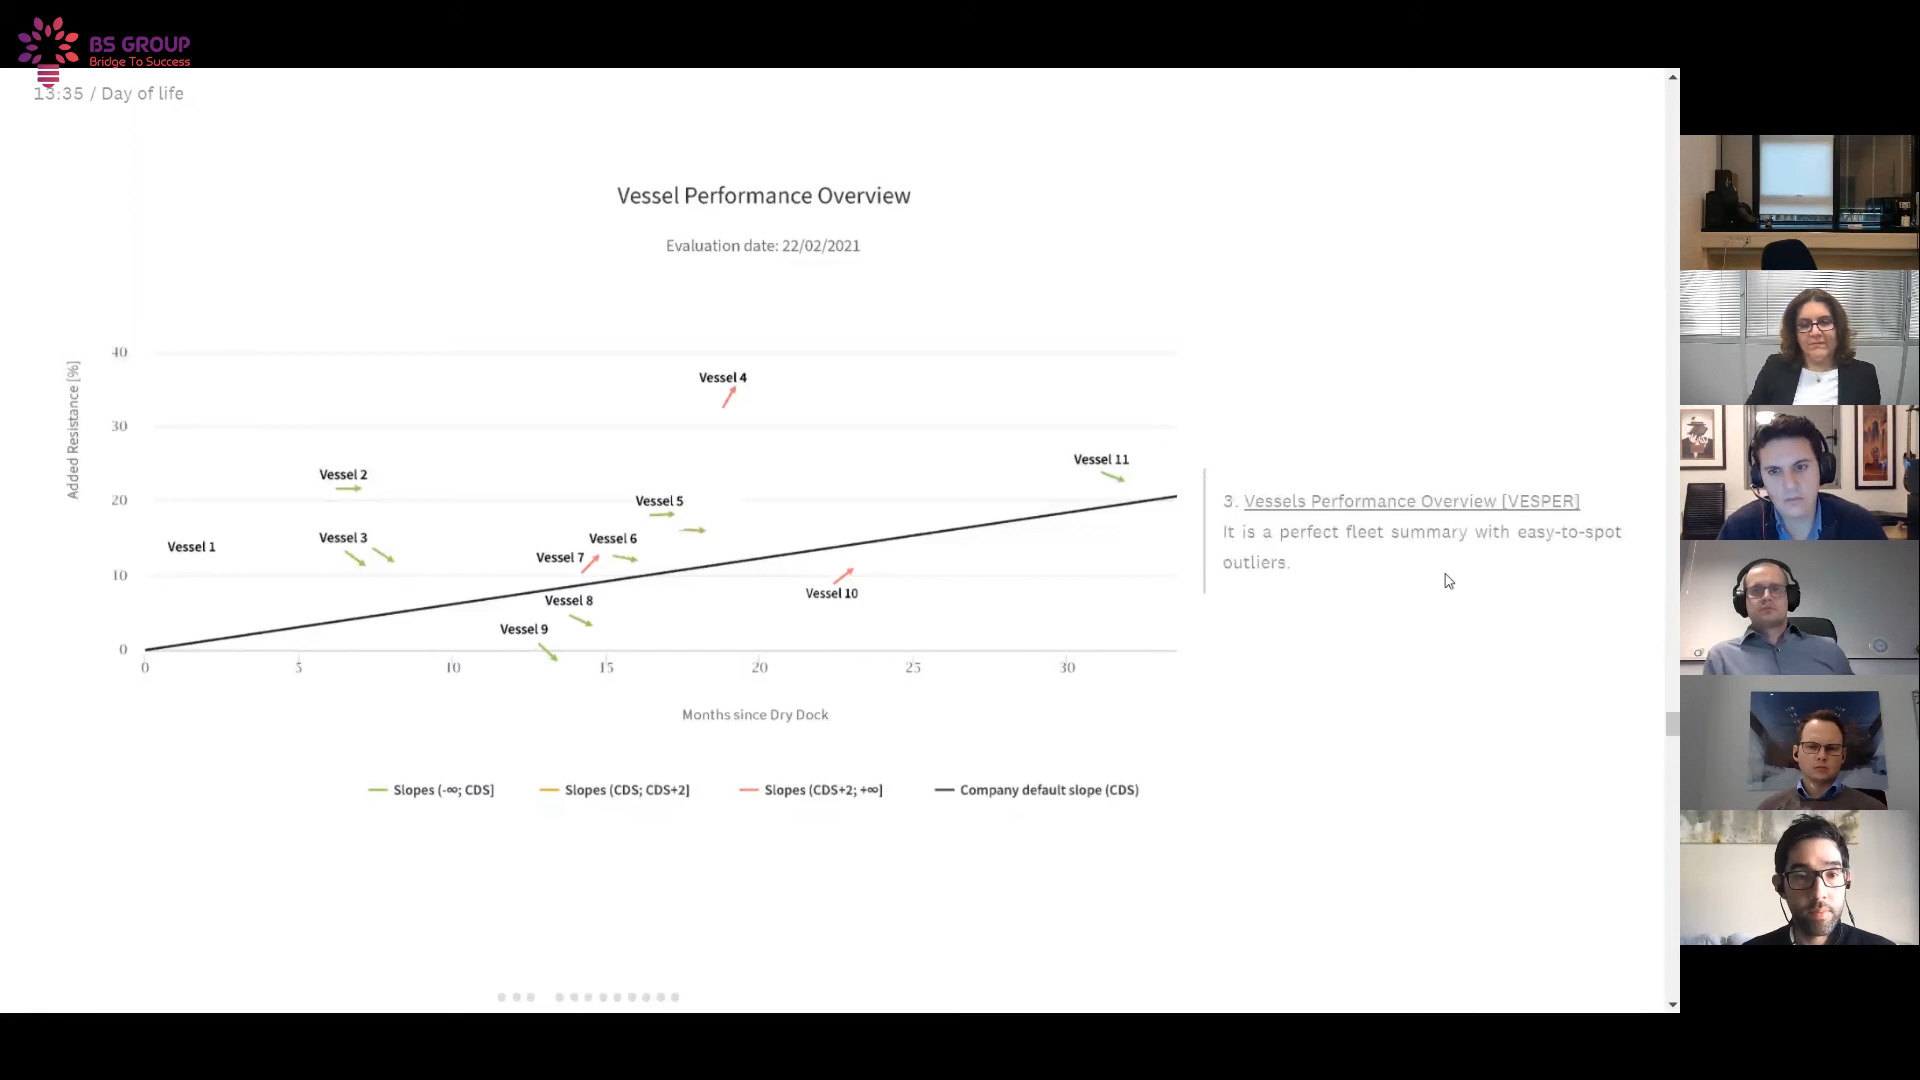 BS GROUP
Bridge To Success
13:35 / Day of life
Vessel Performance Overview
Evaluation date: 22/02/2021
Added Resistance [%]
40
30
20
10
0
Vessel 4
Vessel 11
Vessel 2
Vessel 5
Vessel 3
Vessel 6
Vessel 1
Vessel 7
Vessel 10
Vessel 8
Vessel 9
0 5 10 15 20 25 30
Months since Dry Dock
Slopes (-∞; CDS] Slopes (CDS; CDS+2] Slopes (CDS+2; +∞] Company default slope (CDS)
3. Vessels Performance Overview [VESPER]
It is a perfect fleet summary with easy-to-spot
outliers.